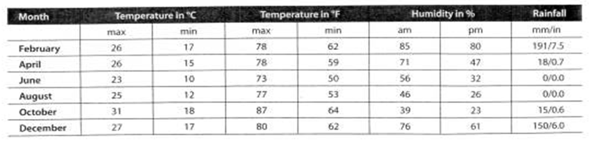 Month Temperature in °C Temperature in °F Humidity in % Rainfall
max min max min am pm mm/in
February 26 17 78 62 85 80 191/7.5
April 26 15 78 59 71 47 18/0.7
June 23 10 73 50 56 32 0/0.0
August 25 12 77 53 46 26 0/0.0
October 31 18 87 64 39 23 15/0.6
December 27 17 80 62 76 61 150/6.0